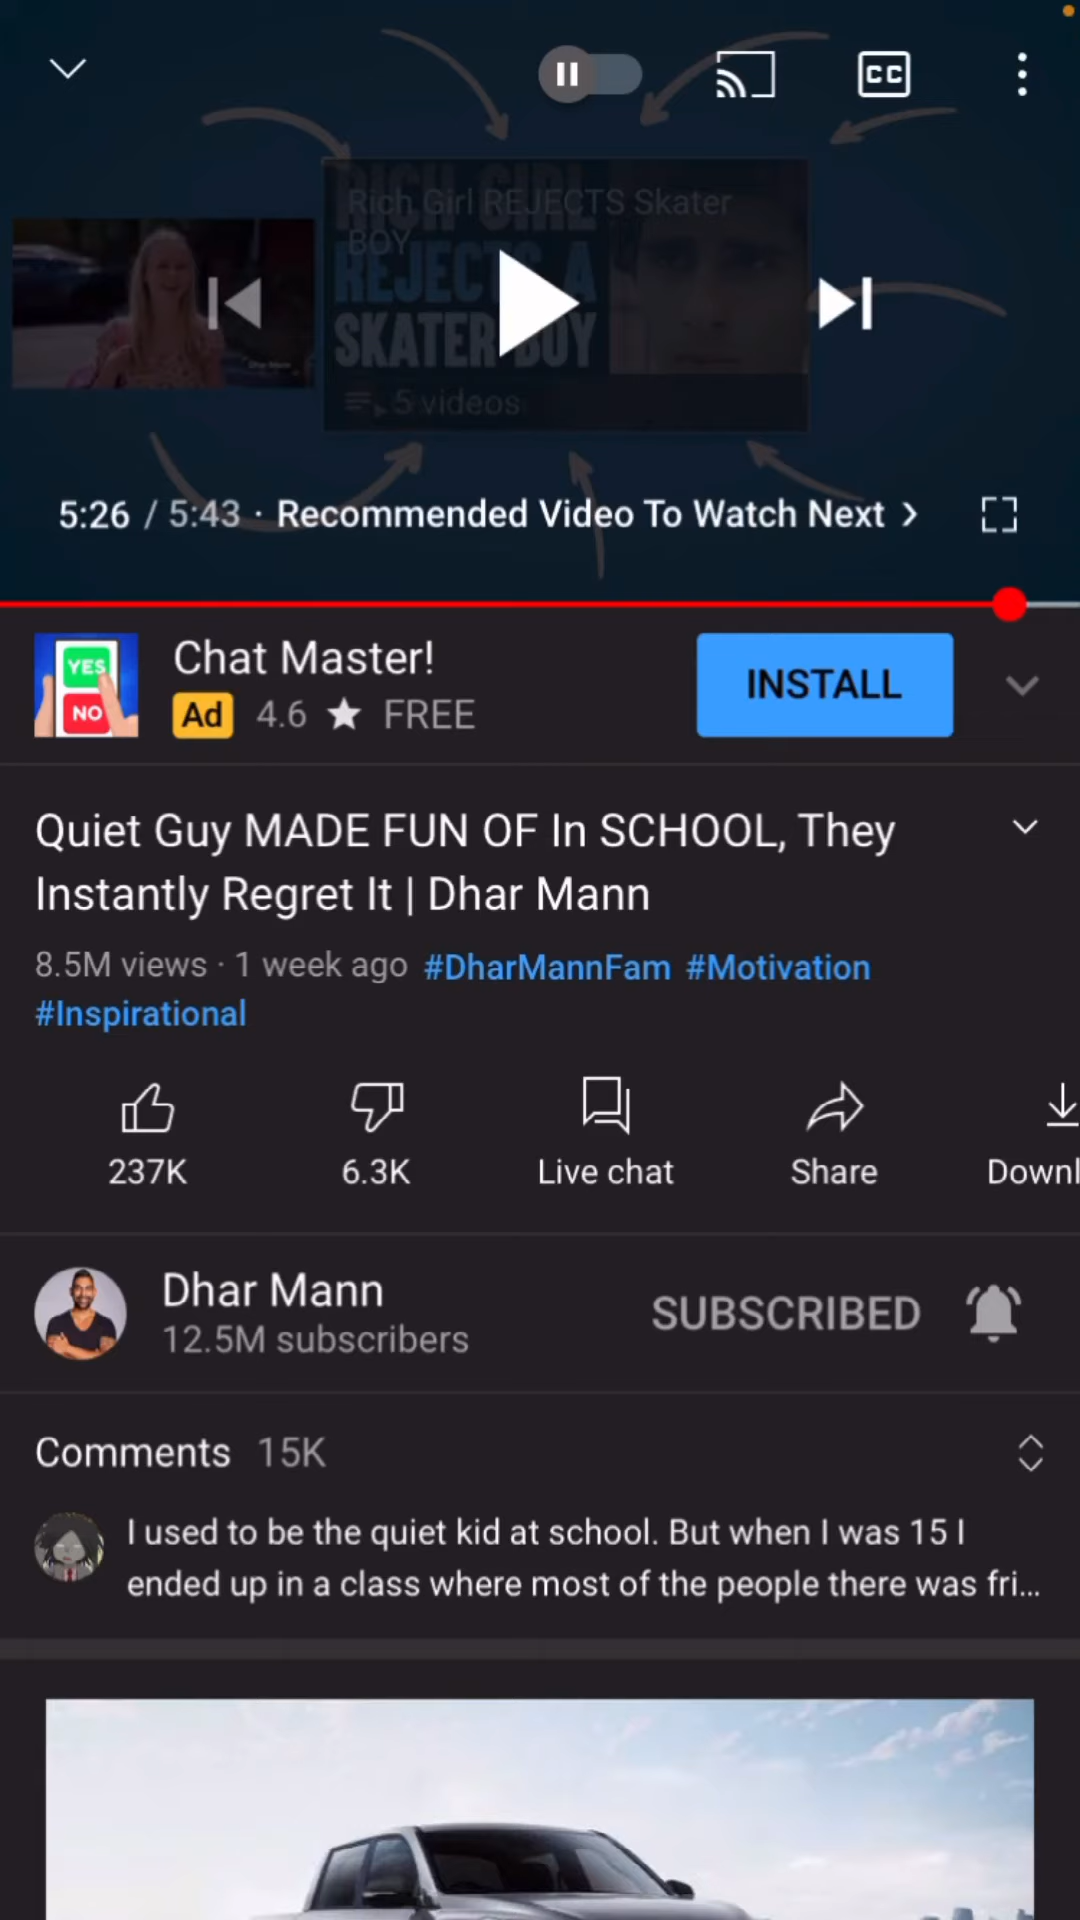 CC
Rich Girl REJECTS Skater
BOY
RICH GIRL
REJECTS A
SKATER BOY
5 videos
5:26 / 5:43 · Recommended Video To Watch Next
YES
NO
Chat Master!
Ad 4.6 ★ FREE
INSTALL
Quiet Guy MADE FUN OF In SCHOOL, They
Instantly Regret It | Dhar Mann
8.5M views · 1 week ago #DharMannFam #Motivation
#Inspirational
237K
6.3K
Live chat
Share
Downl
Dhar Mann
12.5M subscribers
SUBSCRIBED
Comments 15K
I used to be the quiet kid at school. But when I was 15 I
ended up in a class where most of the people there was fri...